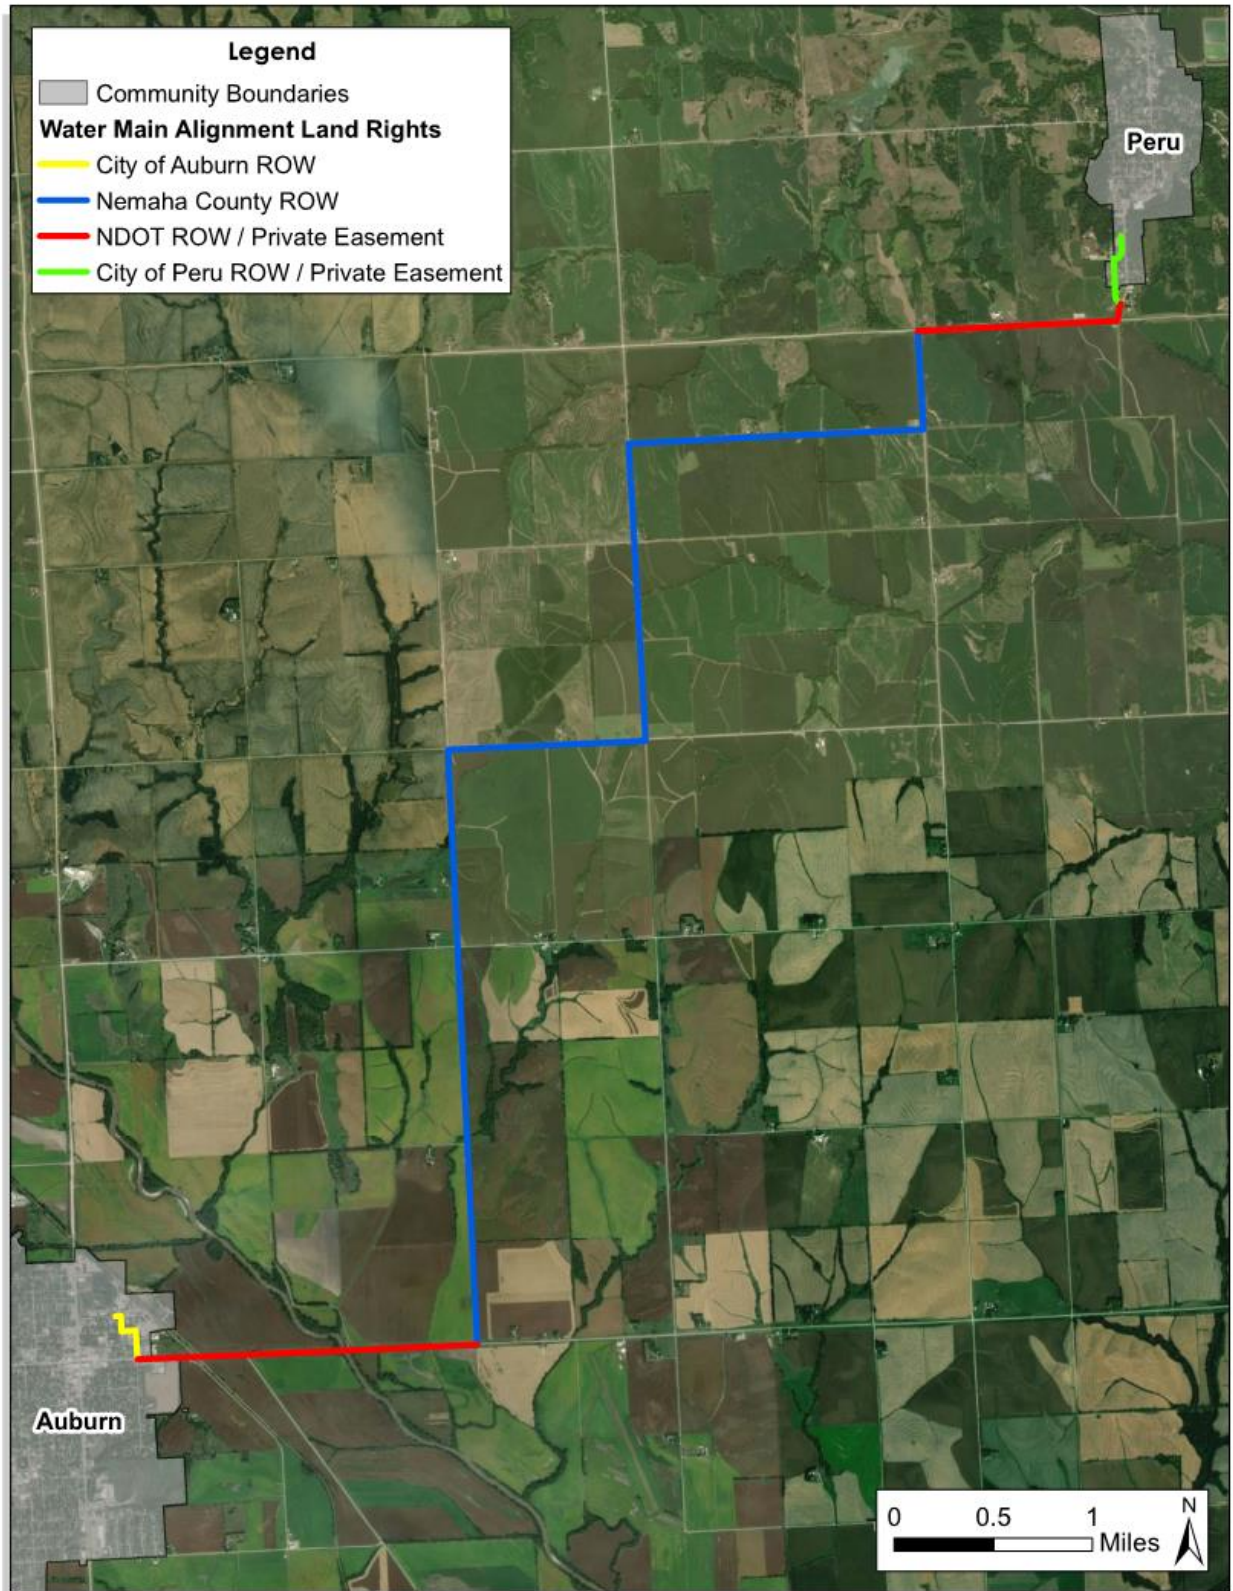 Legend
Community Boundaries
Water Main Alignment Land Rights
City of Auburn ROW
Nemaha County ROW
NDOT ROW / Private Easement
City of Peru ROW / Private Easement
Peru
Auburn
0 0.5 1
Miles
N